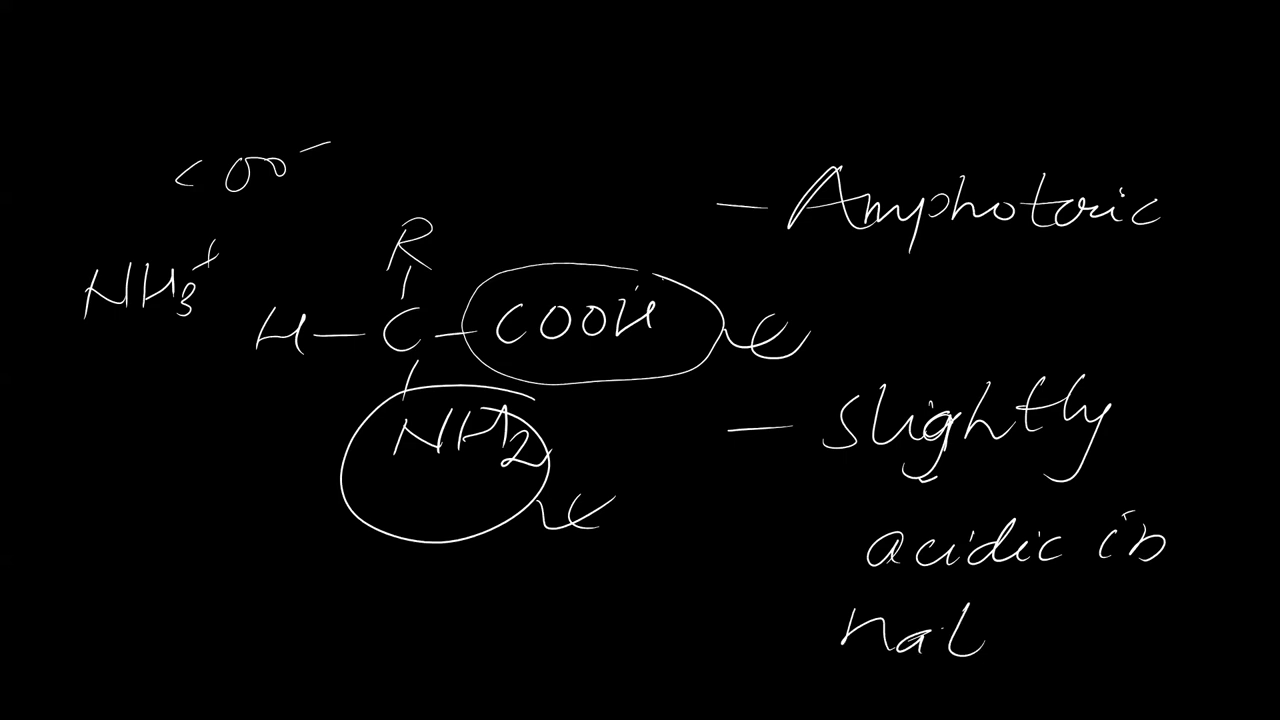 COO⁻
- Amphoteric
R
NH₃⁺
H - C - COOH
NH₂
- Slightly
acidic in
nal